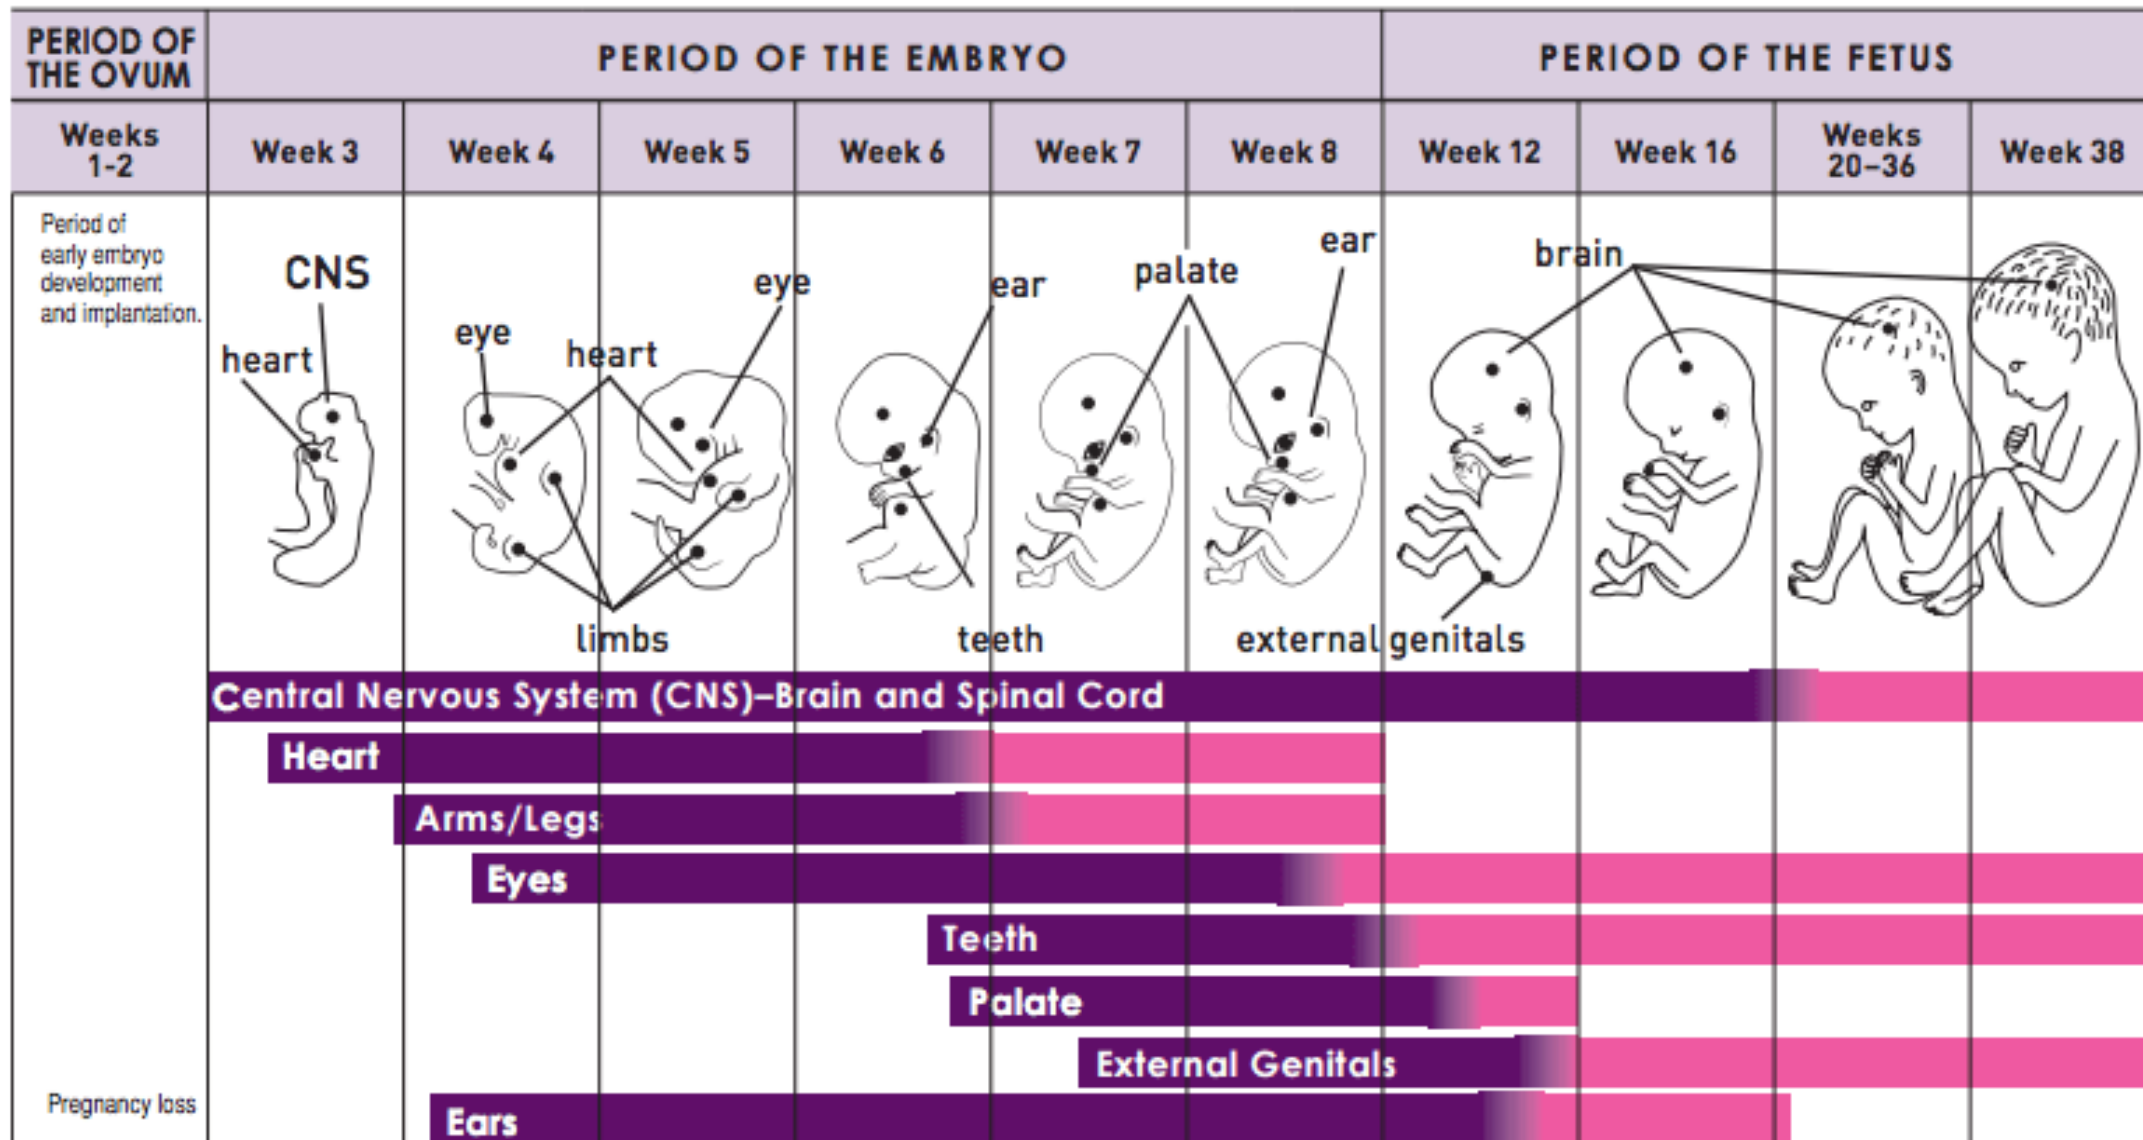 PERIOD OF
THE OVUM
PERIOD OF THE EMBRYO
PERIOD OF THE FETUS
Weeks
1-2
Week 3
Week 4
Week 5
Week 6
Week 7
Week 8
Week 12
Week 16
Weeks
20–36
Week 38
Period of
early embryo
development
and implantation.
CNS
heart
eye
heart
eye
ear
palate
ear
brain
limbs
teeth
external genitals
Central Nervous System (CNS)–Brain and Spinal Cord
Heart
Arms/Legs
Eyes
Teeth
Palate
External Genitals
Pregnancy loss
Ears